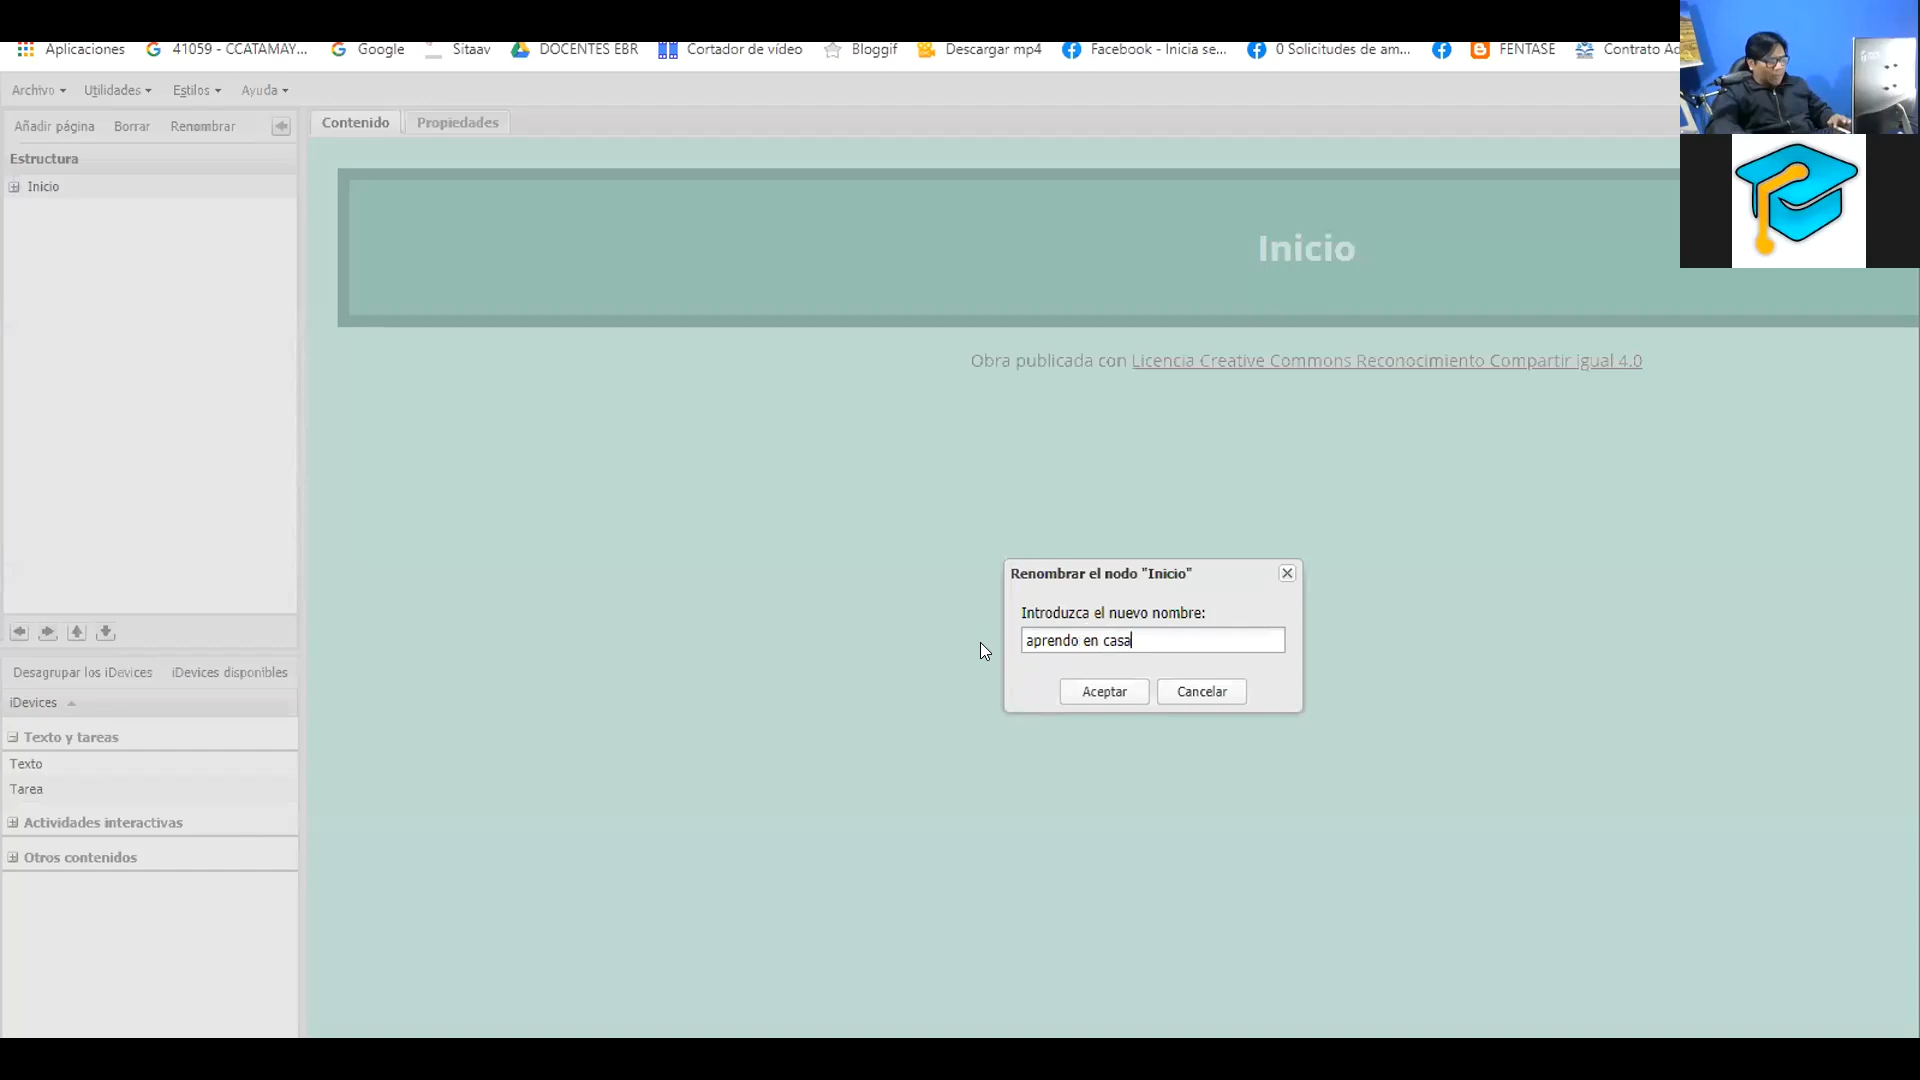 Aplicaciones
41059 - CCATAMAY...
Google
Sitaav
DOCENTES EBR
Cortador de vídeo
Bloggif
Descargar mp4
Facebook - Inicia se...
0 Solicitudes de am...
FENTASE
Contrato Ad
Archivo
Utilidades
Estilos
Ayuda
Añadir página
Borrar
Renombrar
Contenido
Propiedades
Estructura
Inicio
Inicio
Obra publicada con Licencia Creative Commons Reconocimiento Compartir igual 4.0
Renombrar el nodo "Inicio"
Introduzca el nuevo nombre:
aprendo en casa
Aceptar
Cancelar
Desagrupar los iDevices
iDevices disponibles
iDevices
Texto y tareas
Texto
Tarea
Actividades interactivas
Otros contenidos